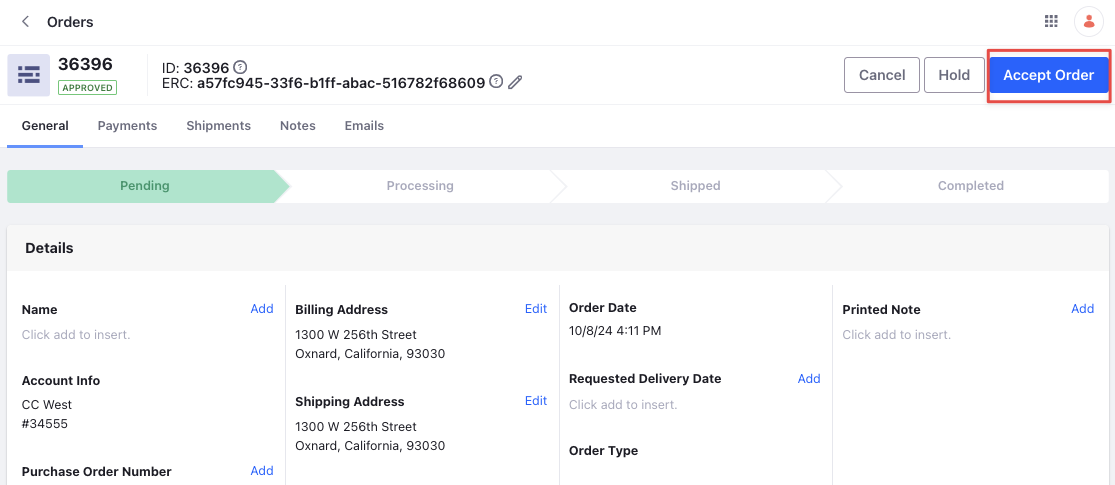 Orders
36396
APPROVED
ID: 36396
ERC: a57fc945-33f6-b1ff-abac-516782f68609
Cancel
Hold
Accept Order
General
Payments
Shipments
Notes
Emails
Pending
Processing
Shipped
Completed
Details
Name
Add
Click add to insert.
Account Info
CC West
#34555
Purchase Order Number
Add
Billing Address
Edit
1300 W 256th Street
Oxnard, California, 93030
Shipping Address
Edit
1300 W 256th Street
Oxnard, California, 93030
Order Date
10/8/24 4:11 PM
Requested Delivery Date
Add
Click add to insert.
Order Type
Printed Note
Add
Click add to insert.